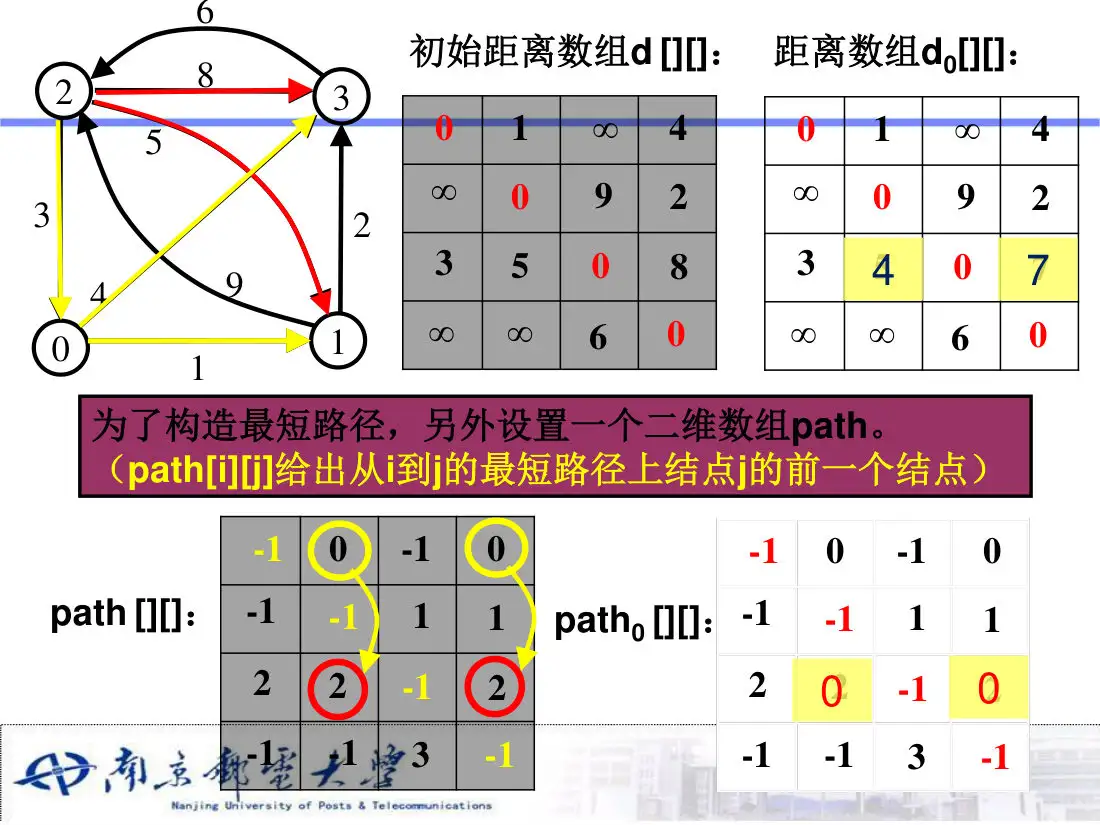 初始距离数组d [][]： 距离数组d0[][]：
6
2 8 3
5
3 2
4 9
0 1
1
0 1 ∞ 4
∞ 0 9 2
3 5 0 8
∞ ∞ 6 0
0 1 ∞ 4
∞ 0 9 2
3 4 0 7
∞ ∞ 6 0
为了构造最短路径，另外设置一个二维数组path。
（path[i][j]给出从i到j的最短路径上结点j的前一个结点）
path [][]：
-1 0 -1 0
-1 -1 1 1
2 2 -1 2
-1 -1 3 -1
path0 [][]：
-1 0 -1 0
-1 -1 1 1
2 0 -1 0
-1 -1 3 -1
南京邮电大学
Nanjing University of Posts & Telecommunications